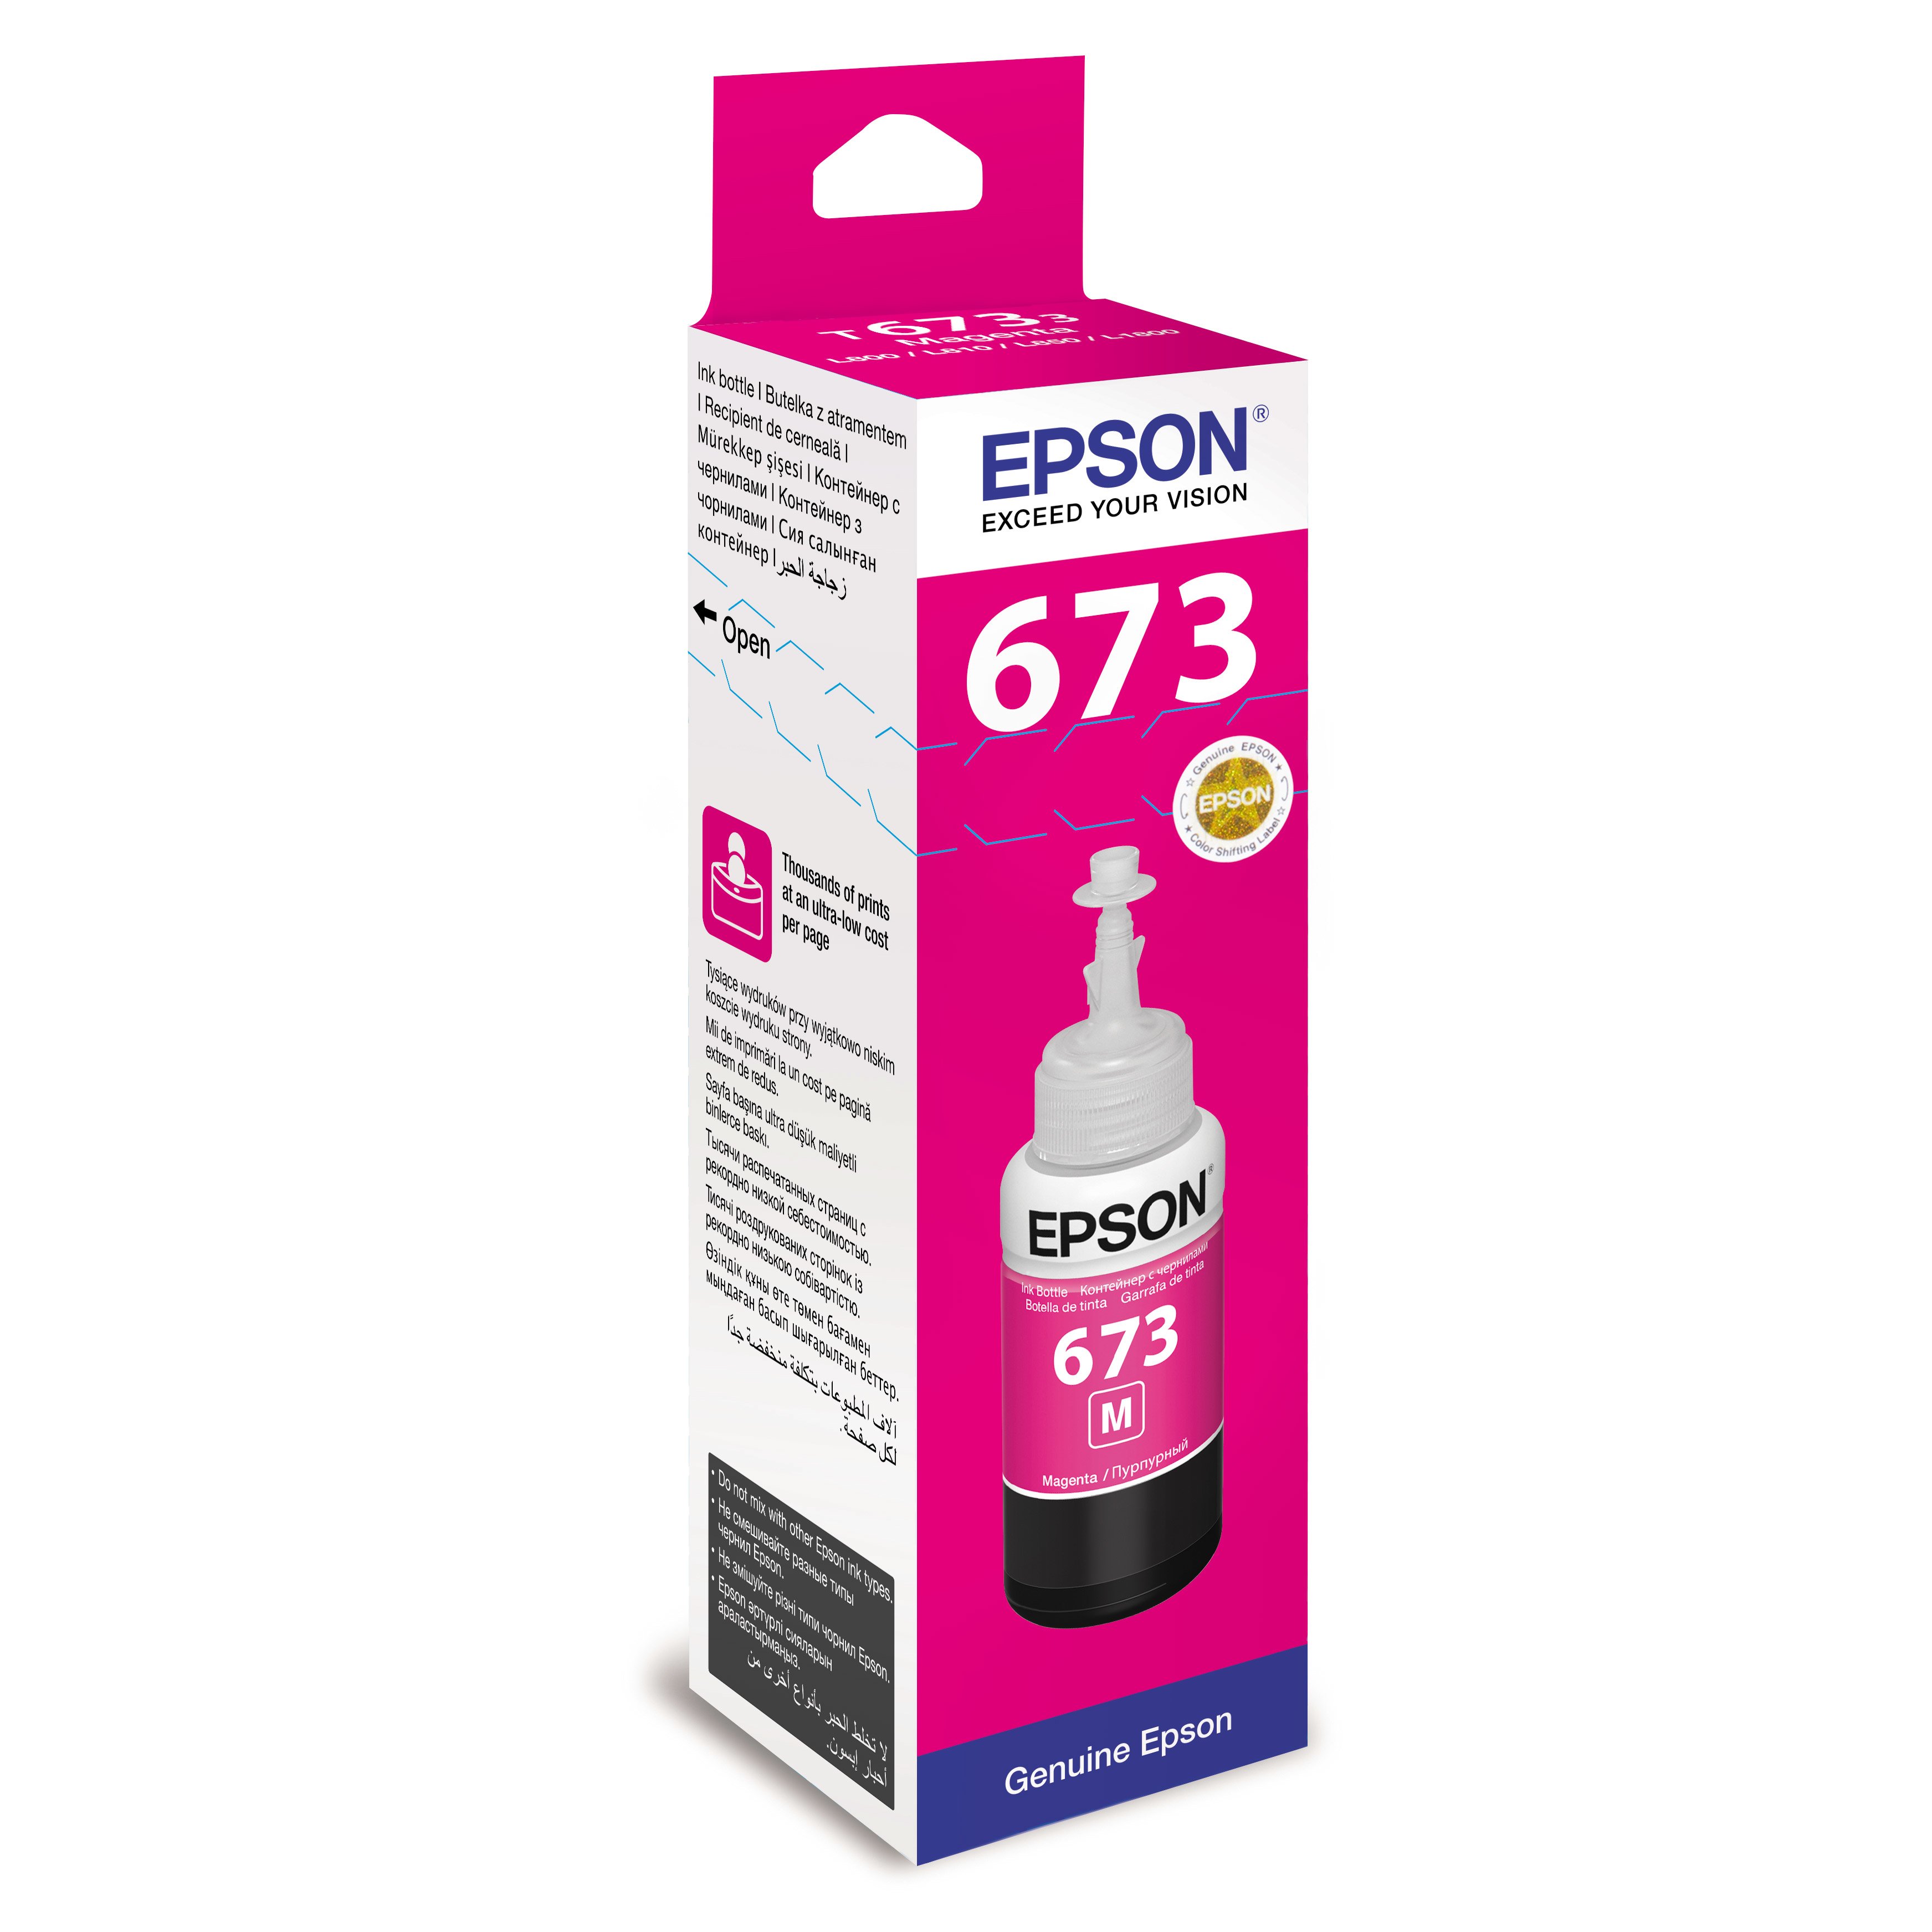 T 6733
Magenta
L800 / L810 / L850 / L1800
Ink bottle | Butelka z atramentem
| Recipient de cerneală |
Mürekkep şişesi | Контейнер с
чернилами | Контейнер з
чорнилами | Сия салынған
контейнер | زجاجة الحبر
Open
Thousands of prints
at an ultra-low cost
per page
Tysiące wydruków przy wyjątkowo niskim
koszcie wydruku strony.
Mii de imprimări la un cost pe pagină
extrem de redus.
Sayfa başına ultra düşük maliyetli
binlerce baskı.
Тысячи распечатанных страниц с
рекордно низкой себестоимостью.
Тисячі роздрукованих сторінок із
рекордно низькою собівартістю.
Өзіндік құны өте төмен бағамен
мыңдаған басып шығарылған беттер.
آلاف المطبوعات بتكلفة منخفضة جدًا
لكل صفحة.
• Do not mix with other Epson ink types.
• Не смешивайте разные типы
чернил Epson.
• Не змішуйте різні типи чорнил Epson.
• Epson әртүрлі сияларын
араластырмаңыз.
لا تخلط الحبر بأنواع أخرى من
أحبار إبسون.
EPSON®
EXCEED YOUR VISION
673
Genuine EPSON
EPSON
Color Shifting Label
EPSON®
Ink Bottle Контейнер с чернилами
Botella de tinta Garrafa de tinta
673
M
Magenta / Пурпурный
Genuine Epson